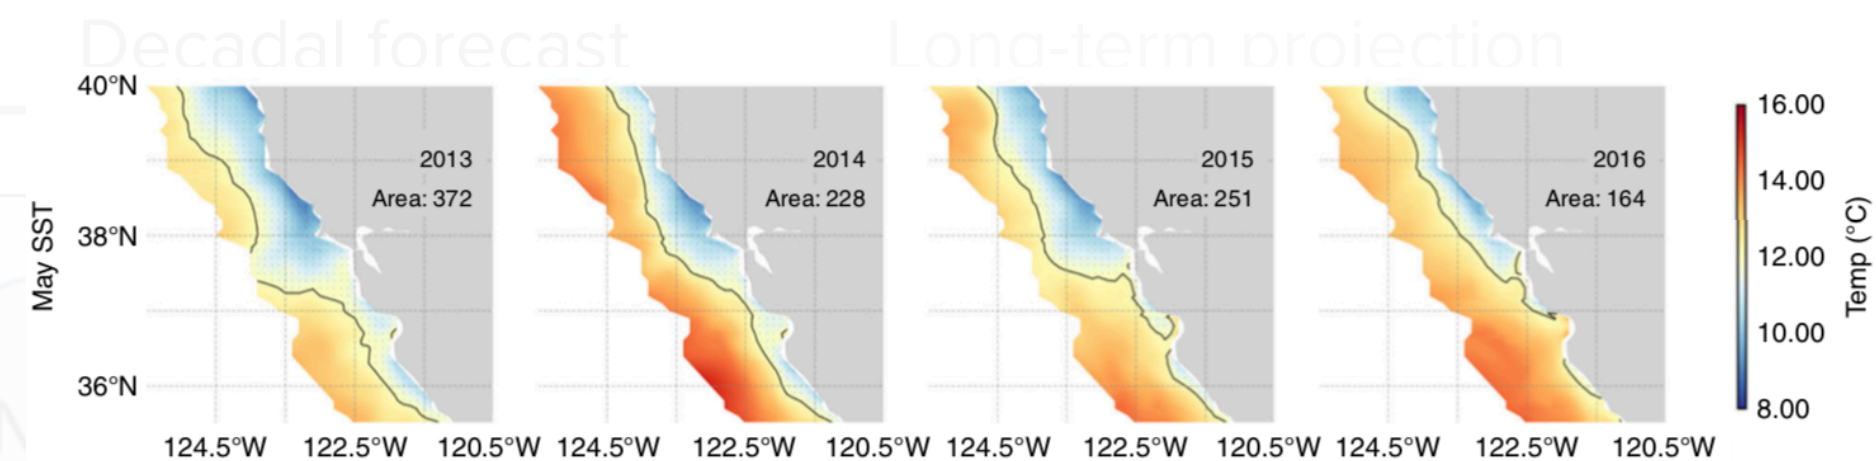 Decadal forecast Long-term projection
40°N
38°N
36°N
May SST
2013
Area: 372
2014
Area: 228
2015
Area: 251
2016
Area: 164
124.5°W 122.5°W 120.5°W 124.5°W 122.5°W 120.5°W 124.5°W 122.5°W 120.5°W 124.5°W 122.5°W 120.5°W
16.00
14.00
12.00
10.00
8.00
Temp (°C)